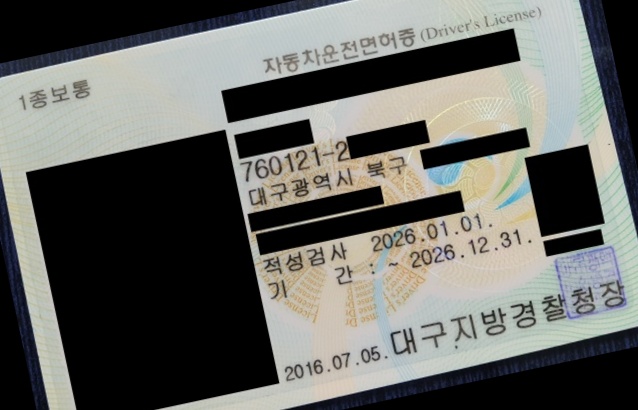 자동차운전면허증 (Driver's License)
1종보통
760121-2
대구광역시 북구
적성검사 2026.01.01.
기 간 : ~ 2026.12.31.
2016.07.05. 대구지방경찰청장